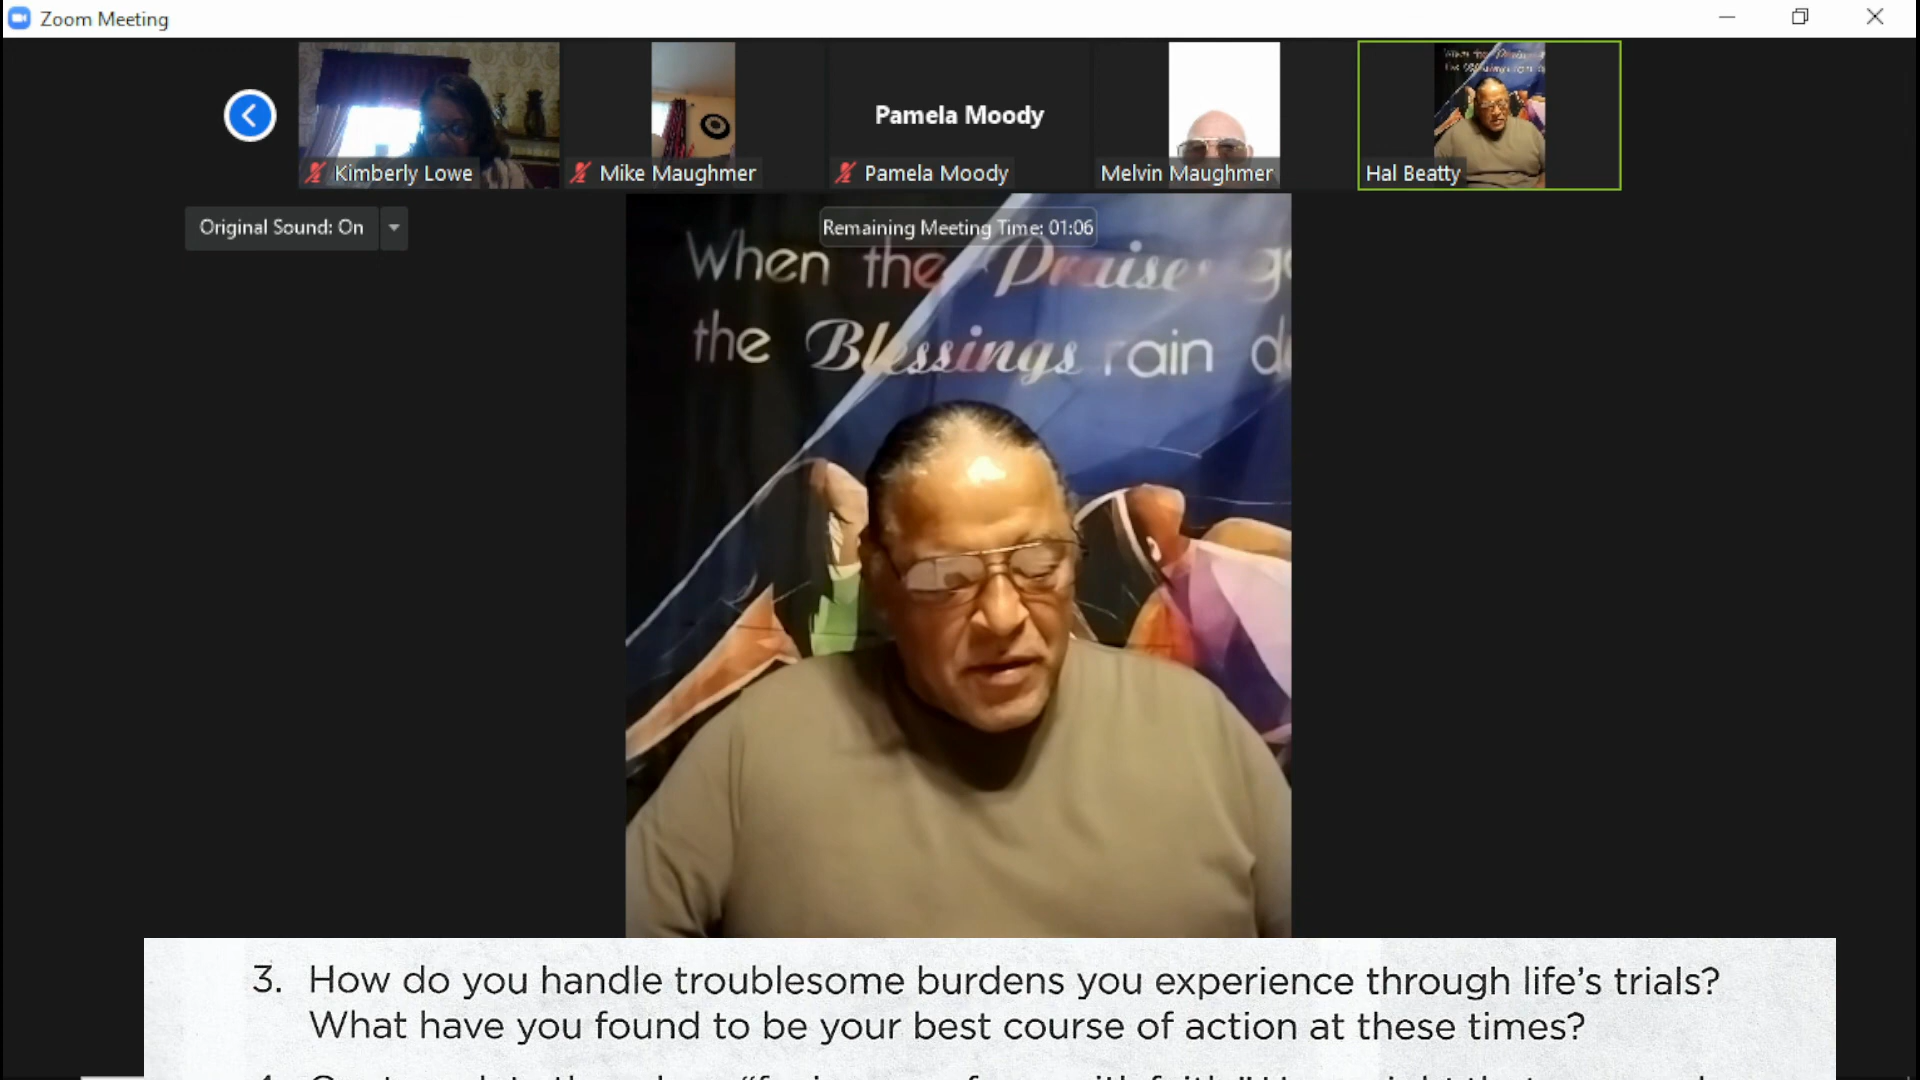 Zoom Meeting
Pamela Moody
Kimberly Lowe
Mike Maughmer
Pamela Moody
Melvin Maughmer
Hal Beatty
Original Sound: On
Remaining Meeting Time: 01:06
When the Praises
the Blessings rain
3. How do you handle troublesome burdens you experience through life's trials?
What have you found to be your best course of action at these times?